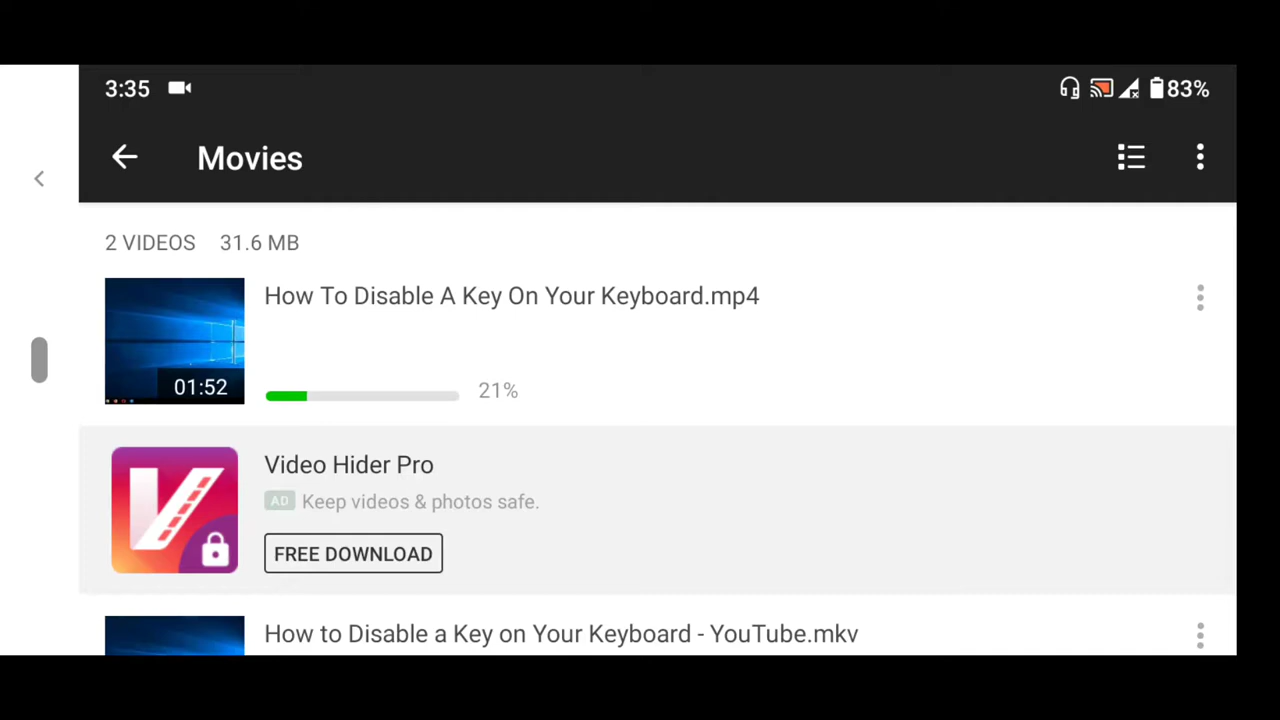 3:35
83%
Movies
2 VIDEOS 31.6 MB
How To Disable A Key On Your Keyboard.mp4
01:52
21%
Video Hider Pro
AD Keep videos & photos safe.
FREE DOWNLOAD
How to Disable a Key on Your Keyboard - YouTube.mkv